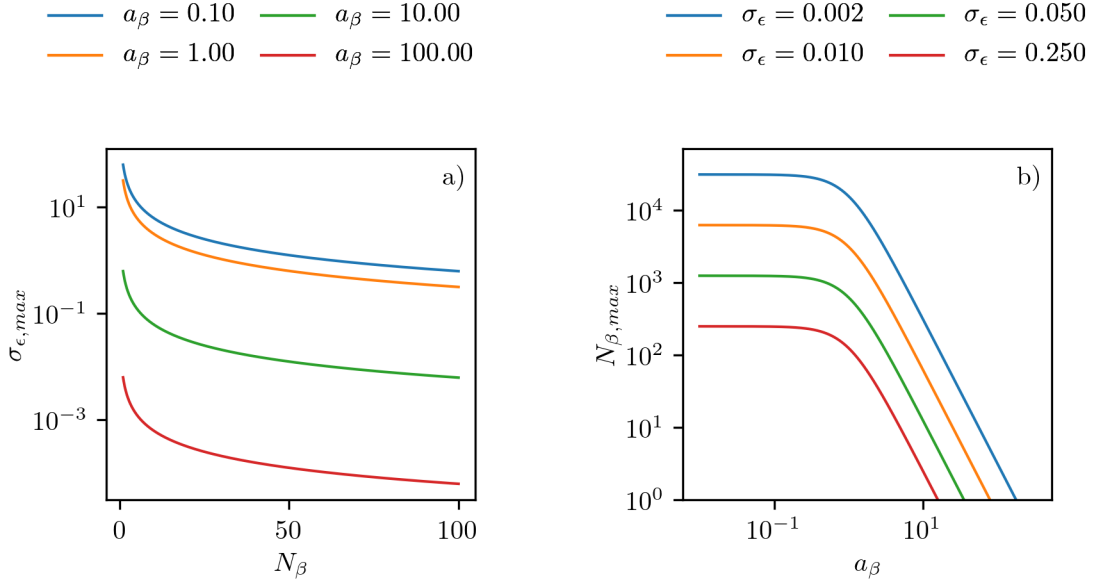 a_β = 0.10 a_β = 10.00
a_β = 1.00 a_β = 100.00
a)
10^1
10^{-1}
10^{-3}
σ_{ϵ,max}
0 50 100
N_β
σ_ϵ = 0.002 σ_ϵ = 0.050
σ_ϵ = 0.010 σ_ϵ = 0.250
b)
10^4
10^3
10^2
10^1
10^0
N_{β,max}
10^{-1} 10^1
a_β